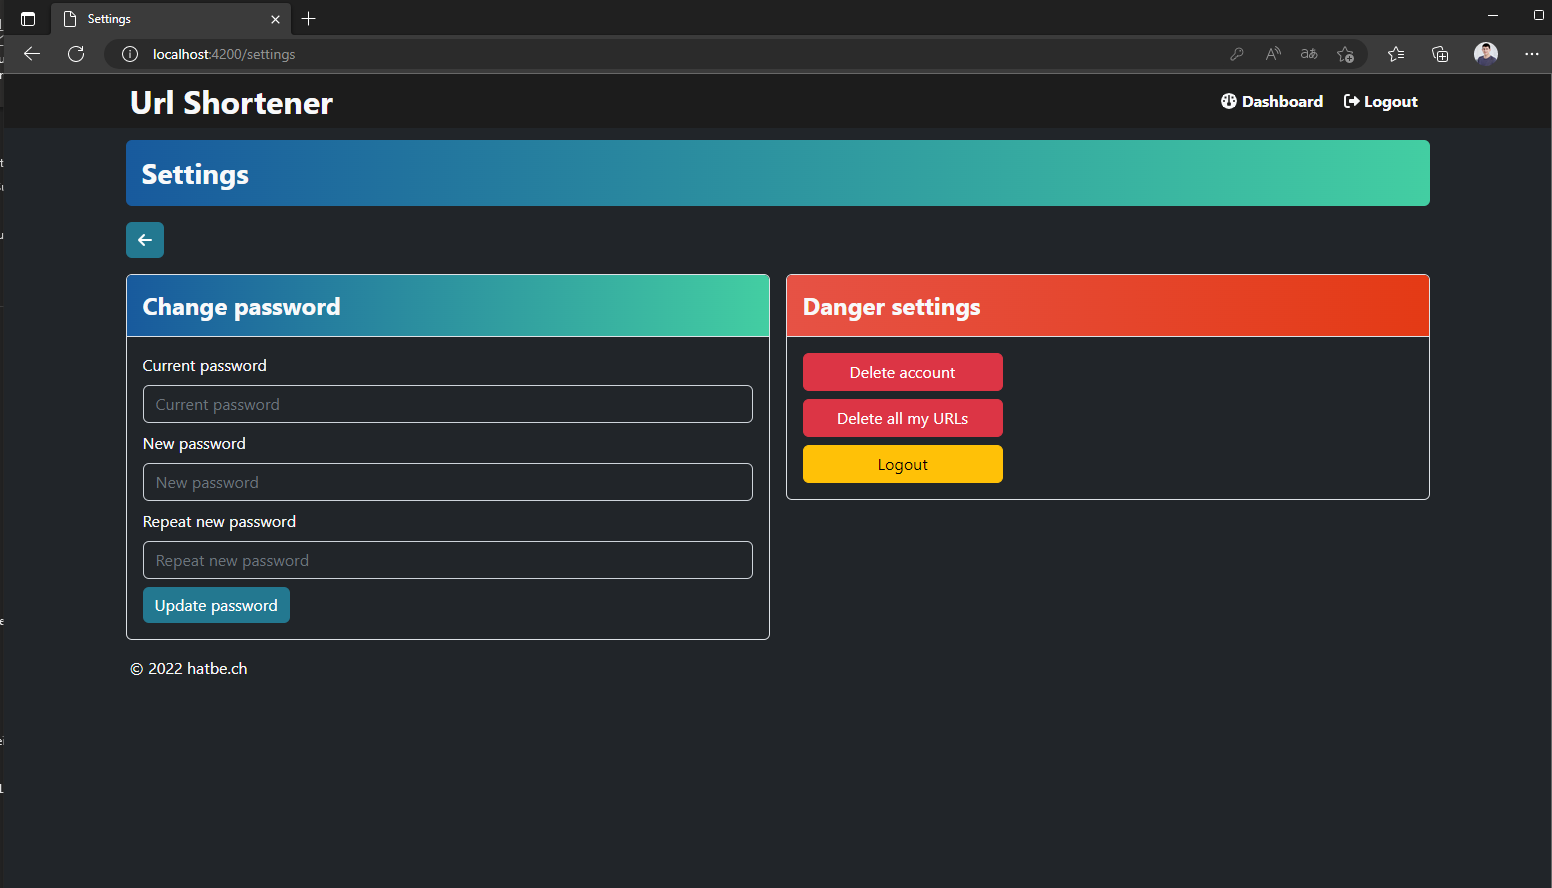 Settings
localhost:4200/settings
Url Shortener
Dashboard
Logout
Settings
Change password
Current password
Current password
New password
New password
Repeat new password
Repeat new password
Update password
Danger settings
Delete account
Delete all my URLs
Logout
© 2022 hatbe.ch